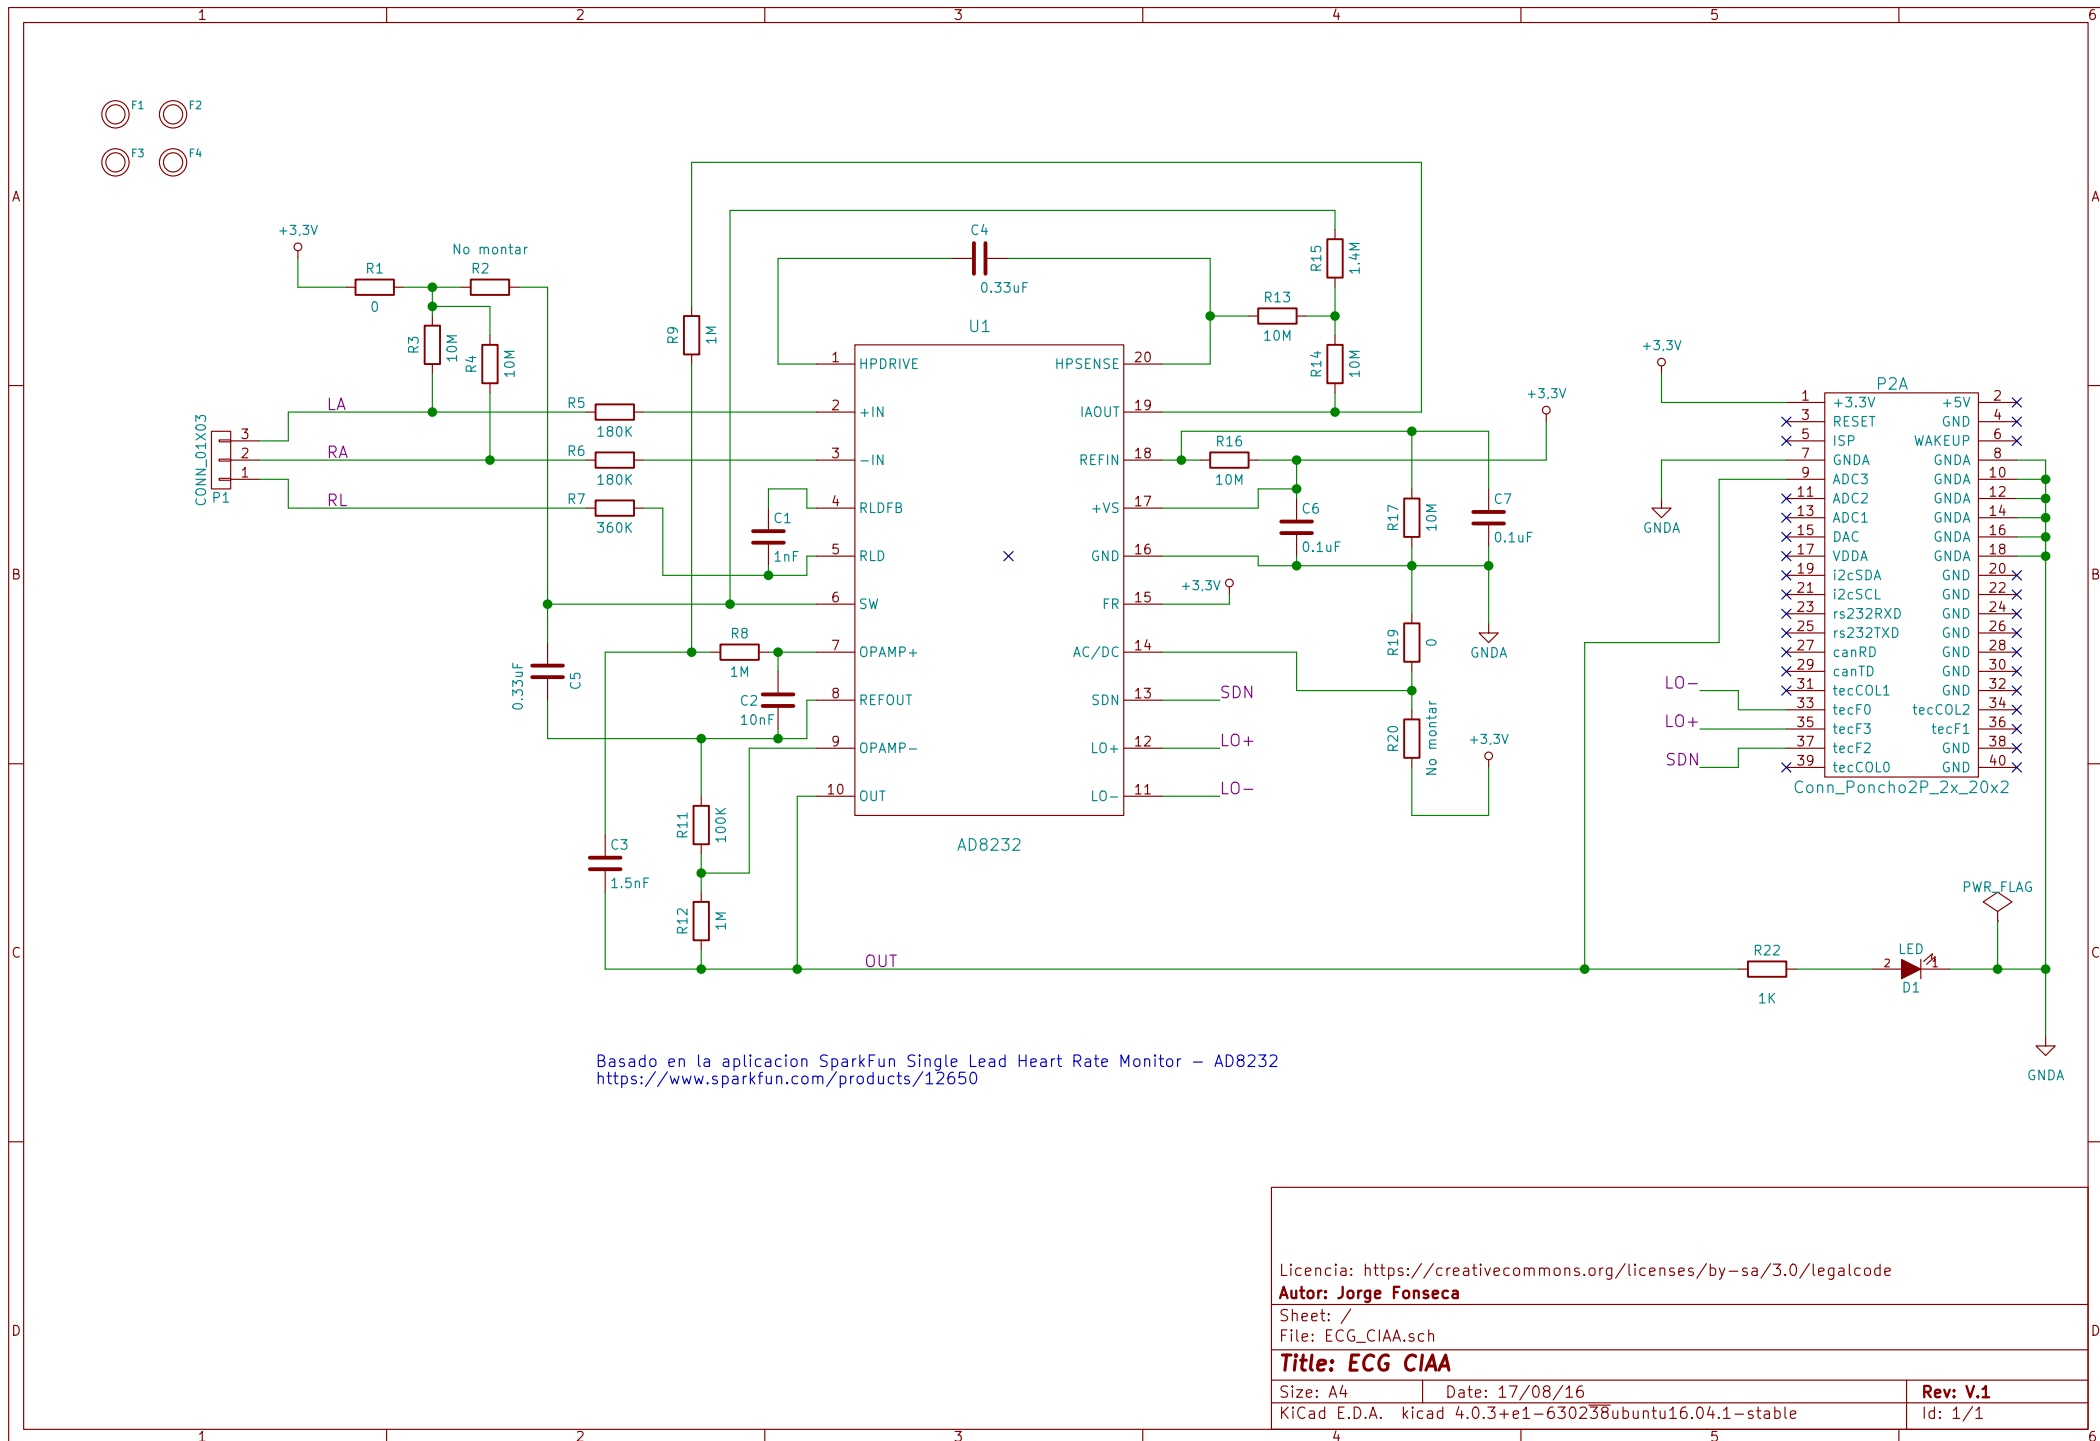 1 2 3 4 5 6
A
B
C
D
A
B
C
D
F1 F2
F3 F4
+3,3V
R1
0
No montar
R2
R3
10M
R4
10M
LA
RA
RL
CONN_01X03
P1
3
2
1
R5
180K
R6
180K
R7
360K
C1
1nF
R9
1M
R8
1M
C2
10nF
0.33uF
C5
C3
1.5nF
R11
100K
R12
1M
C4
0.33uF
U1
1 HPDRIVE
2 +IN
3 -IN
4 RLDFB
5 RLD
6 SW
7 OPAMP+
8 REFOUT
9 OPAMP-
10 OUT
HPSENSE 20
IAOUT 19
REFIN 18
+VS 17
GND 16
FR 15
AC/DC 14
SDN 13
LO+ 12
LO- 11
AD8232
R15
1.4M
R13
10M
R14
10M
R16
10M
+3,3V
C6
0.1uF
R17
10M
C7
0.1uF
+3,3V
R19
0
GNDA
SDN
LO+
LO-
R20
No montar
+3,3V
OUT
+3,3V
GNDA
P2A
1 +3.3V +5V 2
3 RESET GND 4
5 ISP WAKEUP 6
7 GNDA GNDA 8
9 ADC3 GNDA 10
11 ADC2 GNDA 12
13 ADC1 GNDA 14
15 DAC GNDA 16
17 VDDA GNDA 18
19 i2cSDA GND 20
21 i2cSCL GND 22
23 rs232RXD GND 24
25 rs232TXD GND 26
27 canRD GND 28
29 canTD GND 30
31 tecCOL1 GND 32
33 tecF0 tecCOL2 34
35 tecF3 tecF1 36
37 tecF2 GND 38
39 tecCOL0 GND 40
LO-
LO+
SDN
Conn_Poncho2P_2x_20x2
PWR_FLAG
R22
1K
LED
2 1
D1
GNDA
Basado en la aplicacion SparkFun Single Lead Heart Rate Monitor - AD8232
https://www.sparkfun.com/products/12650
Licencia: https://creativecommons.org/licenses/by-sa/3.0/legalcode
Autor: Jorge Fonseca
Sheet: /
File: ECG_CIAA.sch
Title: ECG CIAA
Size: A4 Date: 17/08/16 Rev: V.1
KiCad E.D.A. kicad 4.0.3+e1-630238ubuntu16.04.1-stable Id: 1/1
1 2 3 4 5 6